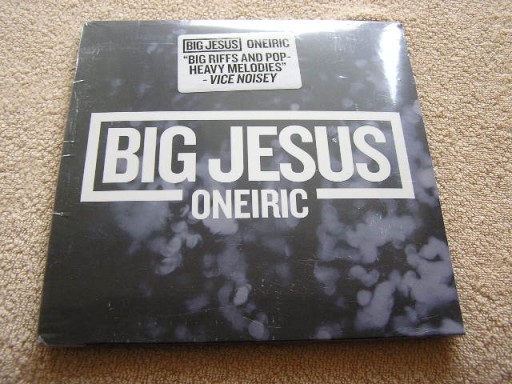 BIG JESUS ONEIRIC
"BIG RIFFS AND POP-
HEAVY MELODIES"
- VICE NOISEY
BIG JESUS
ONEIRIC